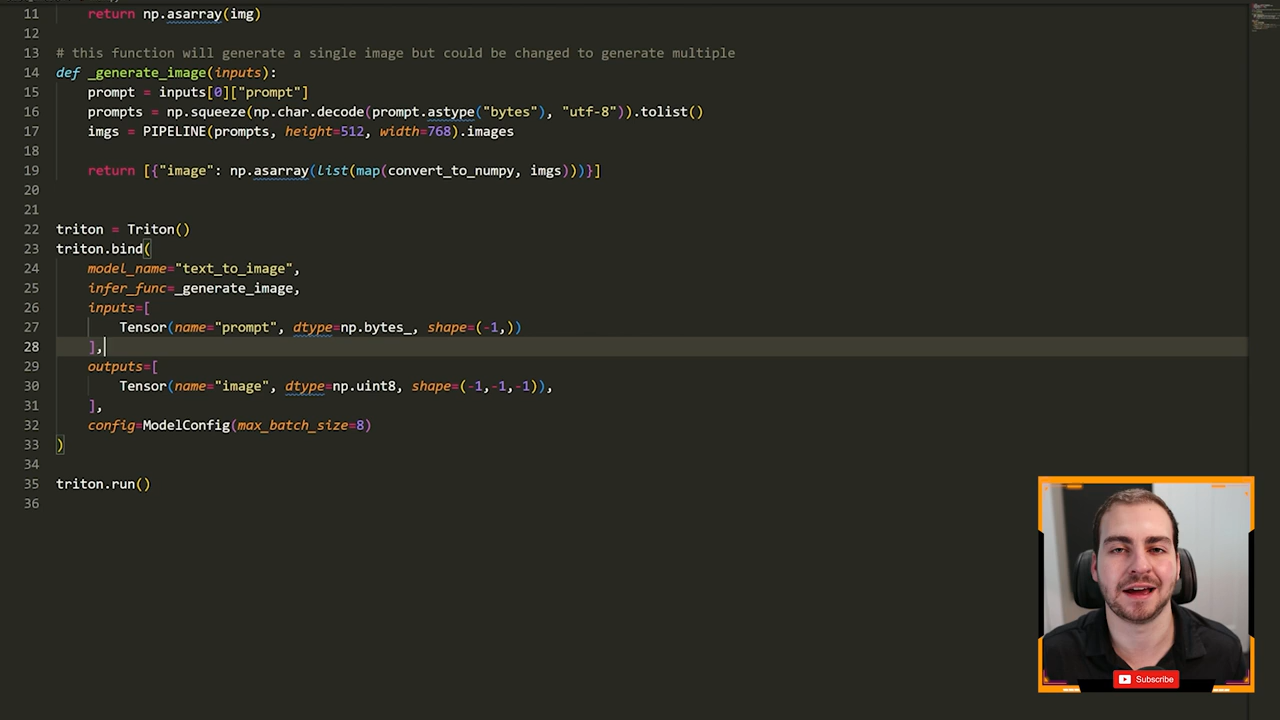 11 return np.asarray(img)
12
13 # this function will generate a single image but could be changed to generate multiple
14 def _generate_image(inputs):
15 prompt = inputs[0]["prompt"]
16 prompts = np.squeeze(np.char.decode(prompt.astype("bytes"), "utf-8")).tolist()
17 imgs = PIPELINE(prompts, height=512, width=768).images
18
19 return [{"image": np.asarray(list(map(convert_to_numpy, imgs)))}]
20
21
22 triton = Triton()
23 triton.bind(
24 model_name="text_to_image",
25 infer_func=_generate_image,
26 inputs=[
27 Tensor(name="prompt", dtype=np.bytes_, shape=(-1,))
28 ],
29 outputs=[
30 Tensor(name="image", dtype=np.uint8, shape=(-1,-1,-1)),
31 ],
32 config=ModelConfig(max_batch_size=8)
33 )
34
35 triton.run()
36
Subscribe